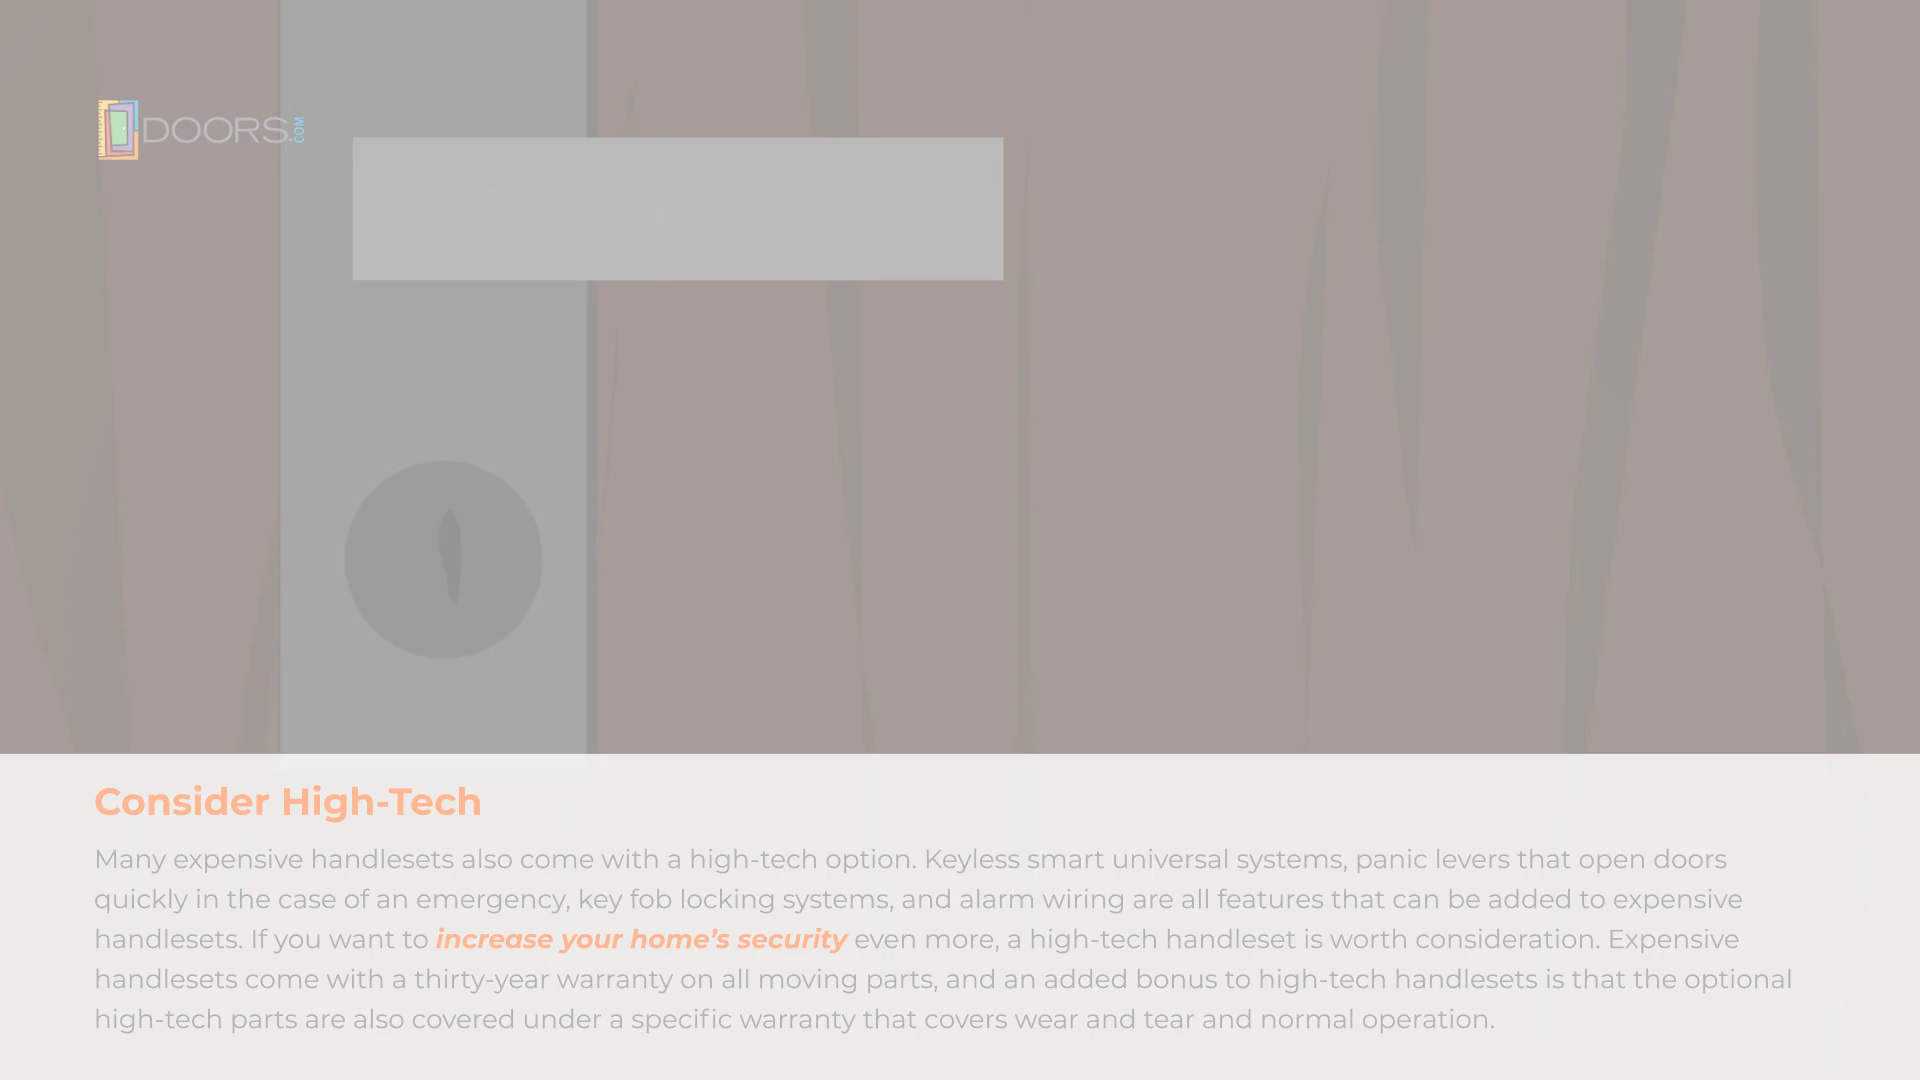 DOORS.COM
Consider High-Tech
Many expensive handlesets also come with a high-tech option. Keyless smart universal systems, panic levers that open doors
quickly in the case of an emergency, key fob locking systems, and alarm wiring are all features that can be added to expensive
handlesets. If you want to increase your home’s security even more, a high-tech handleset is worth consideration. Expensive
handlesets come with a thirty-year warranty on all moving parts, and an added bonus to high-tech handlesets is that the optional
high-tech parts are also covered under a specific warranty that covers wear and tear and normal operation.